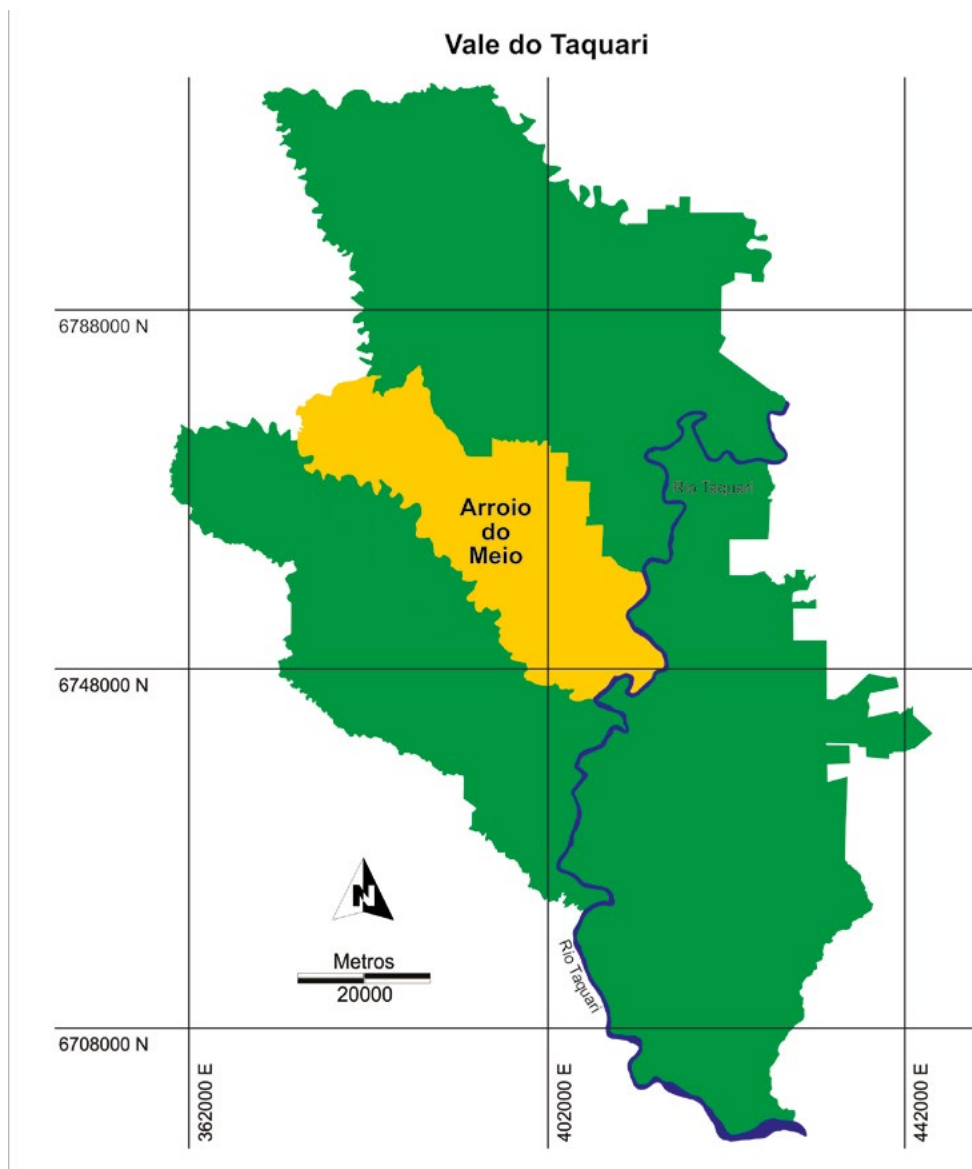 Vale do Taquari
6788000 N
Rio Taquari
Arroio
do
Meio
6748000 N
N
Metros
20000
Rio Taquari
6708000 N
362000 E
402000 E
442000 E